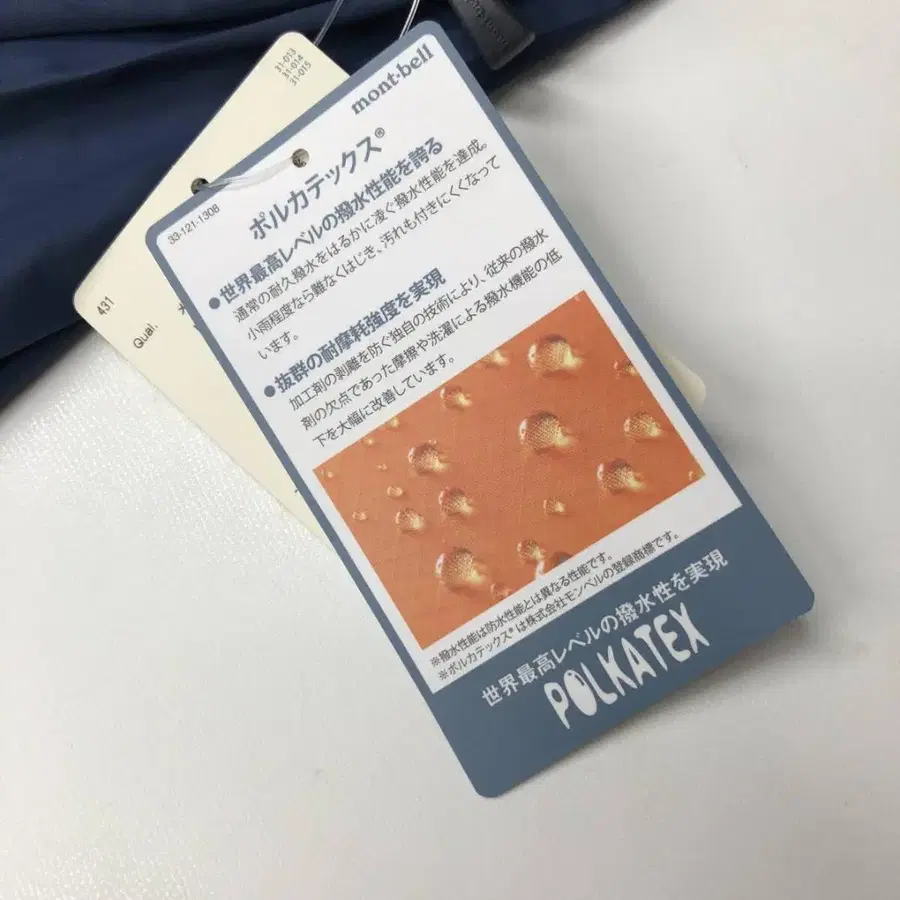 31-013
31-014
31-015
mont-bell
33-121-1308
ポルカテックス®
●世界最高レベルの撥水性能を誇る
通常の耐久撥水をはるかに凌ぐ撥水性能を達成。
小雨程度なら難なくはじき、汚れも付きにくくなって
います。
●抜群の耐摩耗強度を実現
加工剤の剥離を防ぐ独自の技術により、従来の撥水
剤の欠点であった摩擦や洗濯による撥水機能の低
下を大幅に改善しています。
※撥水性能は防水性能とは異なる性能です。
※ポルカテックス®は株式会社モンベルの登録商標です。
世界最高レベルの撥水性を実現
POLKATEX
431
Qual.